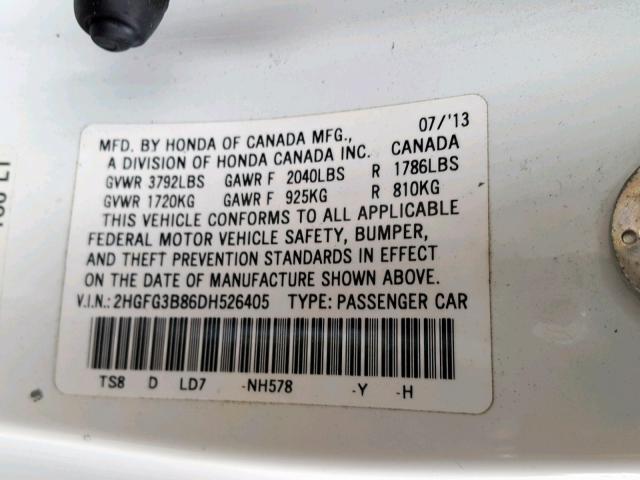 07/'13
MFD. BY HONDA OF CANADA MFG., CANADA
A DIVISION OF HONDA CANADA INC.
GVWR 3792LBS GAWR F 2040LBS R 1786LBS
GVWR 1720KG GAWR F 925KG R 810KG
THIS VEHICLE CONFORMS TO ALL APPLICABLE
FEDERAL MOTOR VEHICLE SAFETY, BUMPER,
AND THEFT PREVENTION STANDARDS IN EFFECT
ON THE DATE OF MANUFACTURE SHOWN ABOVE.
V.I.N.: 2HGFG3B86DH526405 TYPE: PASSENGER CAR
TS8 D LD7 -NH578 -Y -H